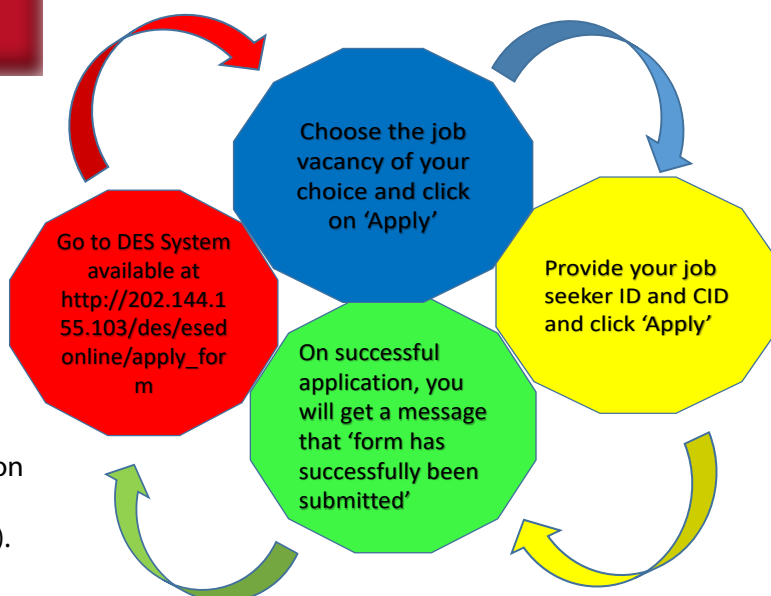 Choose the job
vacancy of your
choice and click
on ‘Apply’
Go to DES System
available at
http://202.144.1
55.103/des/esed
online/apply_for
m
Provide your job
seeker ID and CID
and click ‘Apply’
On successful
application, you
will get a message
that ‘form has
successfully been
submitted’
on
).